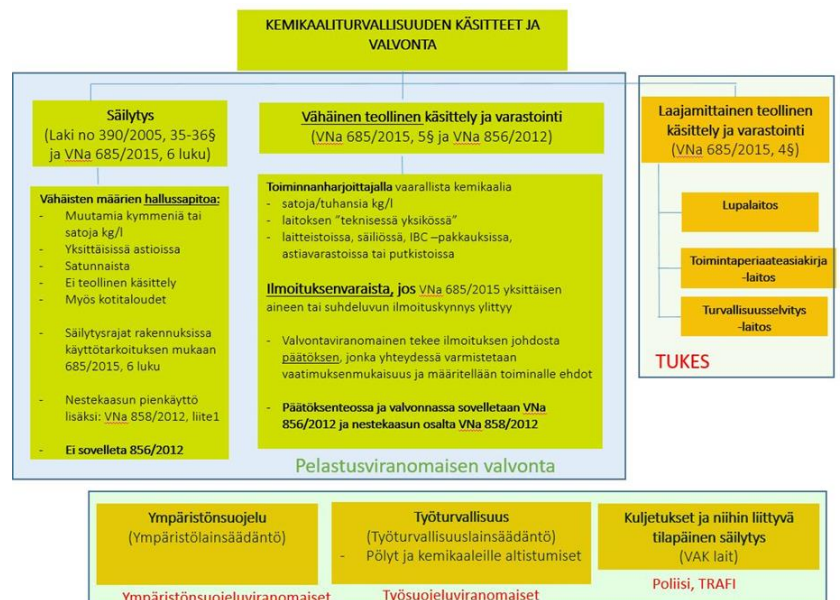 KEMIKAALITURVALLISUUDEN KÄSITTEET JA
VALVONTA
Säilytys
(Laki no 390/2005, 35-36§
ja VNa 685/2015, 6 luku)
Vähäisten määrien hallussapitoa:
- Muutamia kymmeniä tai
satoja kg/l
- Yksittäisissä astioissa
- Satunnaista
- Ei teollinen käsittely
- Myös kotitaloudet
- Säilytysrajat rakennuksissa
käyttötarkoituksen mukaan
685/2015, 6 luku
- Nestekaasun pienkäyttö
lisäksi: VNa 858/2012, liite1
- Ei sovelleta 856/2012
Vähäinen teollinen käsittely ja varastointi
(VNa 685/2015, 5§ ja VNa 856/2012)
Toiminnanharjoittajalla vaarallista kemikaalia
- satoja/tuhansia kg/l
- laitoksen "teknisessä yksikössä"
- laitteistoissa, säiliössä, IBC –pakkauksissa,
astiavarastoissa tai putkistoissa
Ilmoituksenvaraista, jos VNa 685/2015 yksittäisen
aineen tai suhdeluvun ilmoituskynnys ylittyy
- Valvontaviranomainen tekee ilmoituksen johdosta
päätöksen, jonka yhteydessä varmistetaan
vaatimuksenmukaisuus ja määritellään toiminalle ehdot
- Päätöksenteossa ja valvonnassa sovelletaan VNa
856/2012 ja nestekaasun osalta VNa 858/2012
Pelastusviranomaisen valvonta
Laajamittainen teollinen
käsittely ja varastointi
(VNa 685/2015, 4§)
Lupalaitos
Toimintaperiaateasiakirja
-laitos
Turvallisuusselvitys
-laitos
TUKES
Ympäristönsuojelu
(Ympäristölainsäädäntö)
Ympäristönsuojeluviranomaiset
Työturvallisuus
(Työturvallisuuslainsäädäntö)
- Pölyt ja kemikaaleille altistumiset
Työsuojeluviranomaiset
Kuljetukset ja niihin liittyvä
tilapäinen säilytys
(VAK lait)
Poliisi, TRAFI